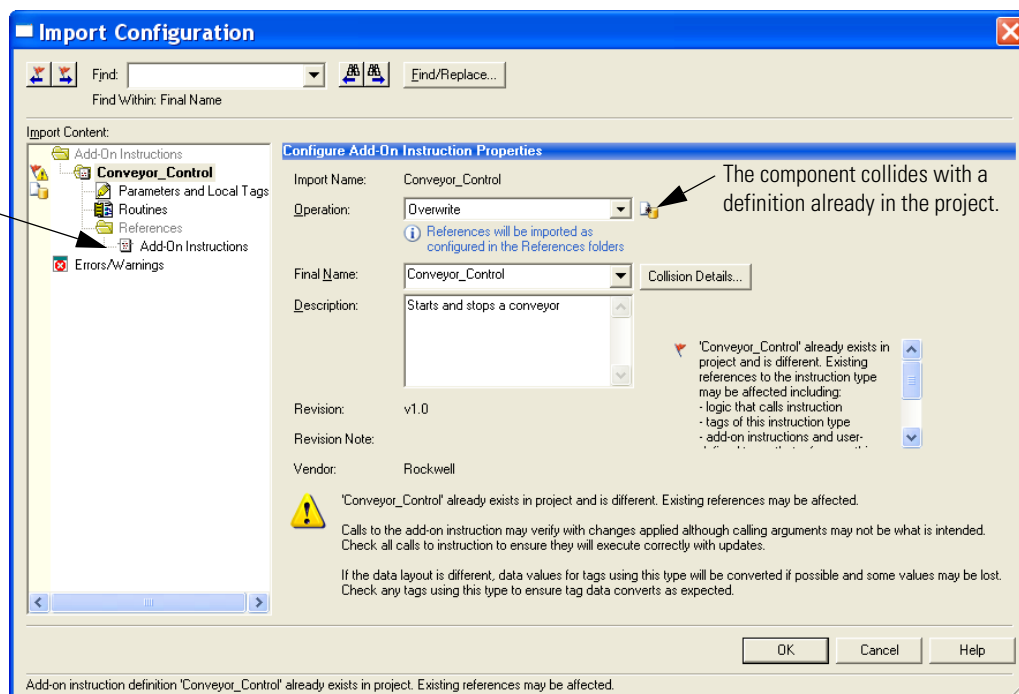 Import Configuration
Find:
Find/Replace...
Find Within: Final Name
Import Content:
Add-On Instructions
Conveyor_Control
Parameters and Local Tags
Routines
References
Add-On Instructions
Errors/Warnings
Configure Add-On Instruction Properties
Import Name: Conveyor_Control
Operation: Overwrite
References will be imported as
configured in the References folders
The component collides with a
definition already in the project.
Final Name: Conveyor_Control
Collision Details...
Description: Starts and stops a conveyor
'Conveyor_Control' already exists in
project and is different. Existing
references to the instruction type
may be affected including:
- logic that calls instruction
- tags of this instruction type
- add-on instructions and user-
Revision: v1.0
Revision Note:
Vendor: Rockwell
'Conveyor_Control' already exists in project and is different. Existing references may be affected.
Calls to the add-on instruction may verify with changes applied although calling arguments may not be what is intended.
Check all calls to instruction to ensure they will execute correctly with updates.
If the data layout is different, data values for tags using this type will be converted if possible and some values may be lost.
Check any tags using this type to ensure tag data converts as expected.
OK
Cancel
Help
Add-on instruction definition 'Conveyor_Control' already exists in project. Existing references may be affected.